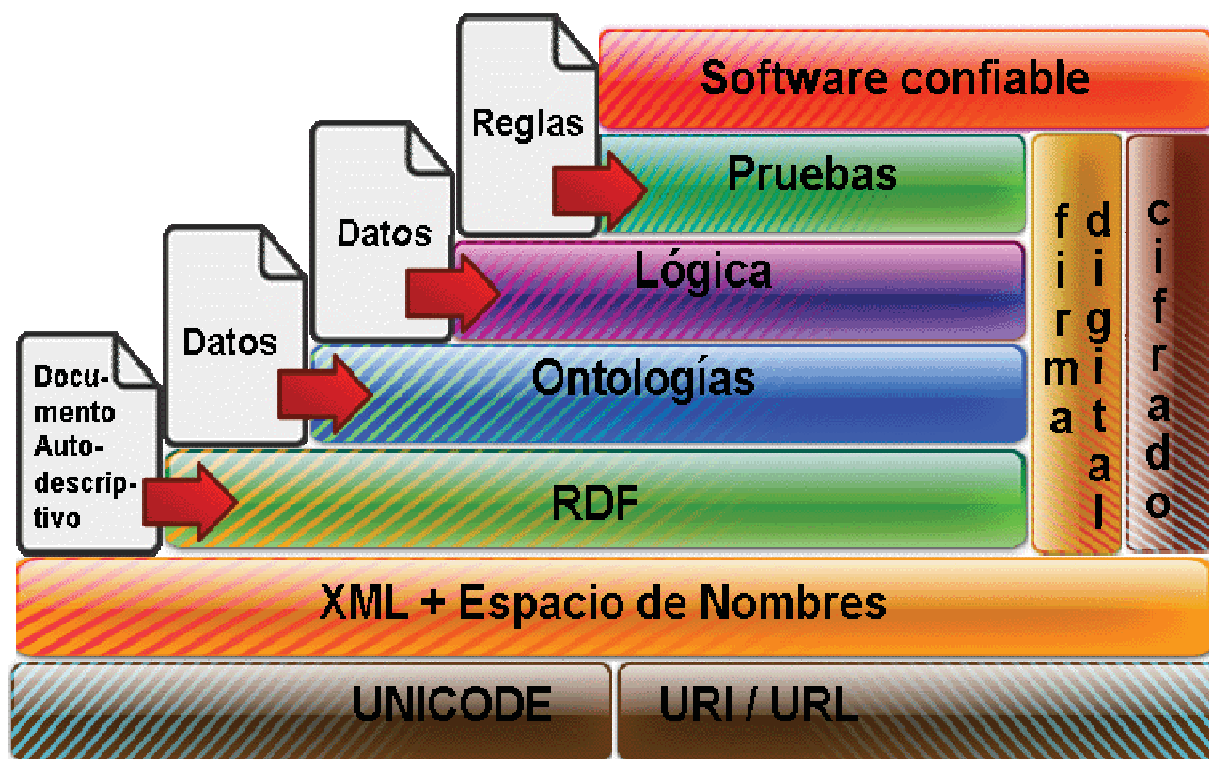 Software confiable
Reglas
Pruebas
Datos
Lógica
Datos
Ontologías
Docu-
mento
Auto-
descrip-
tivo
RDF
firma
digital
cifrado
XML + Espacio de Nombres
UNICODE
URI / URL